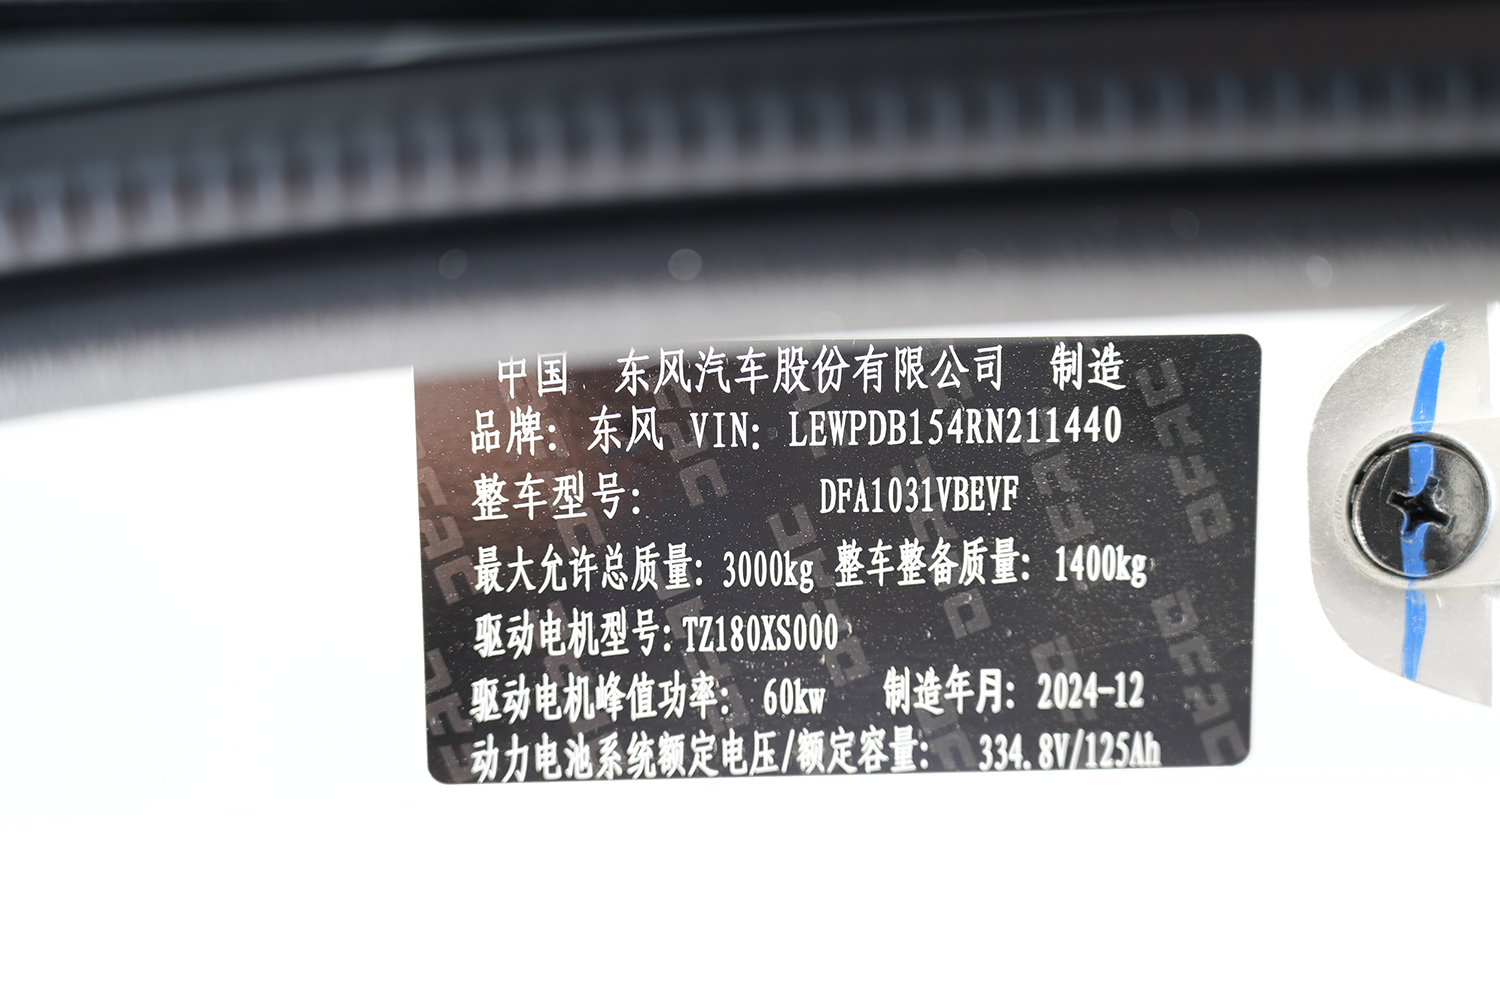 中国 东风汽车股份有限公司 制造
品牌: 东风 VIN: LEWPDB154RN211440
整车型号: DFA1031VBEVF
最大允许总质量: 3000kg 整车整备质量: 1400kg
驱动电机型号: TZ180XS000
驱动电机峰值功率: 60kw 制造年月: 2024-12
动力电池系统额定电压/额定容量: 334.8V/125Ah